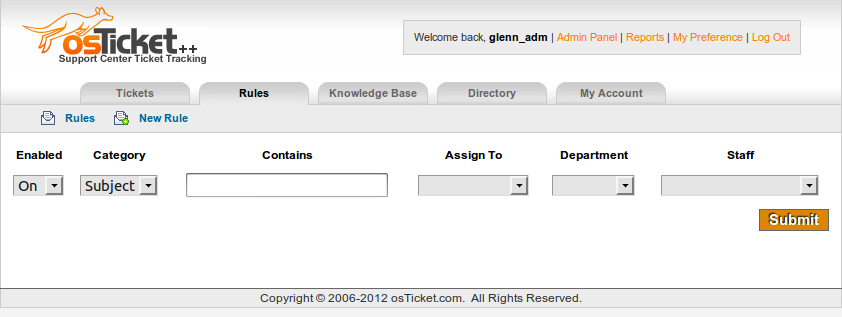 osTicket++
Support Center Ticket Tracking
Welcome back, glenn_adm | Admin Panel | Reports | My Preference | Log Out
Tickets Rules Knowledge Base Directory My Account
Rules New Rule
Enabled Category Contains Assign To Department Staff
On Subject
Submit
Copyright © 2006-2012 osTicket.com. All Rights Reserved.